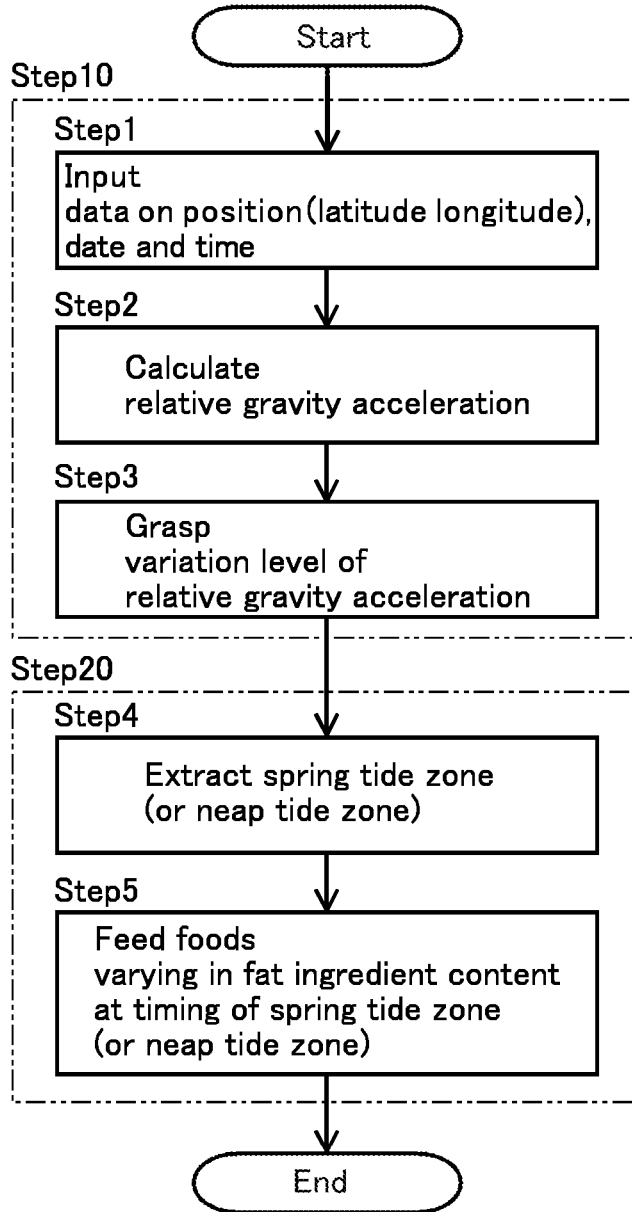 Start
Step10
Step1
Input
data on position(latitude longitude),
date and time
Step2
Calculate
relative gravity acceleration
Step3
Grasp
variation level of
relative gravity acceleration
Step20
Step4
Extract spring tide zone
(or neap tide zone)
Step5
Feed foods
varying in fat ingredient content
at timing of spring tide zone
(or neap tide zone)
End